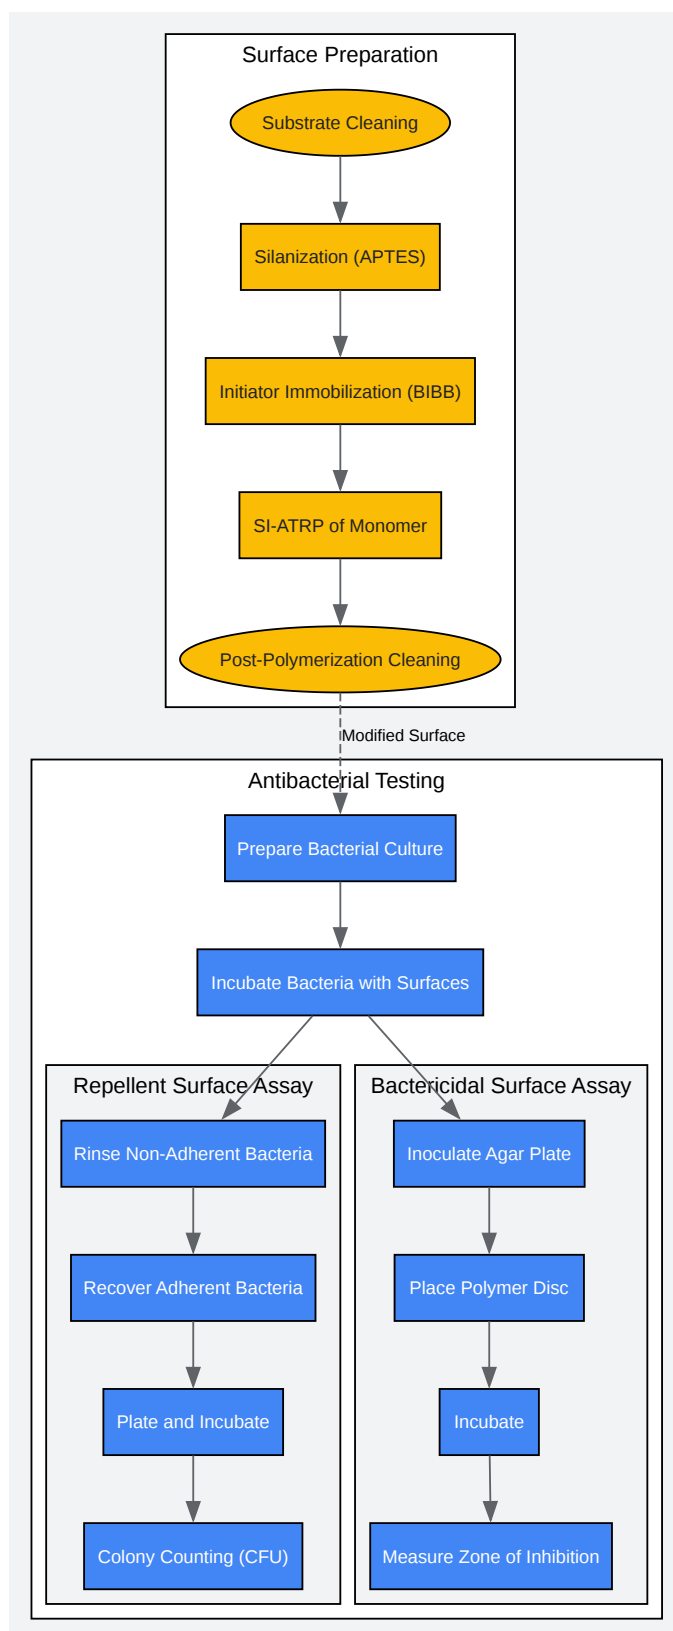 Surface Preparation
Substrate Cleaning
Silanization (APTES)
Initiator Immobilization (BIBB)
SI-ATRP of Monomer
Post-Polymerization Cleaning
Modified Surface
Antibacterial Testing
Prepare Bacterial Culture
Incubate Bacteria with Surfaces
Repellent Surface Assay
Rinse Non-Adherent Bacteria
Recover Adherent Bacteria
Plate and Incubate
Colony Counting (CFU)
Bactericidal Surface Assay
Inoculate Agar Plate
Place Polymer Disc
Incubate
Measure Zone of Inhibition